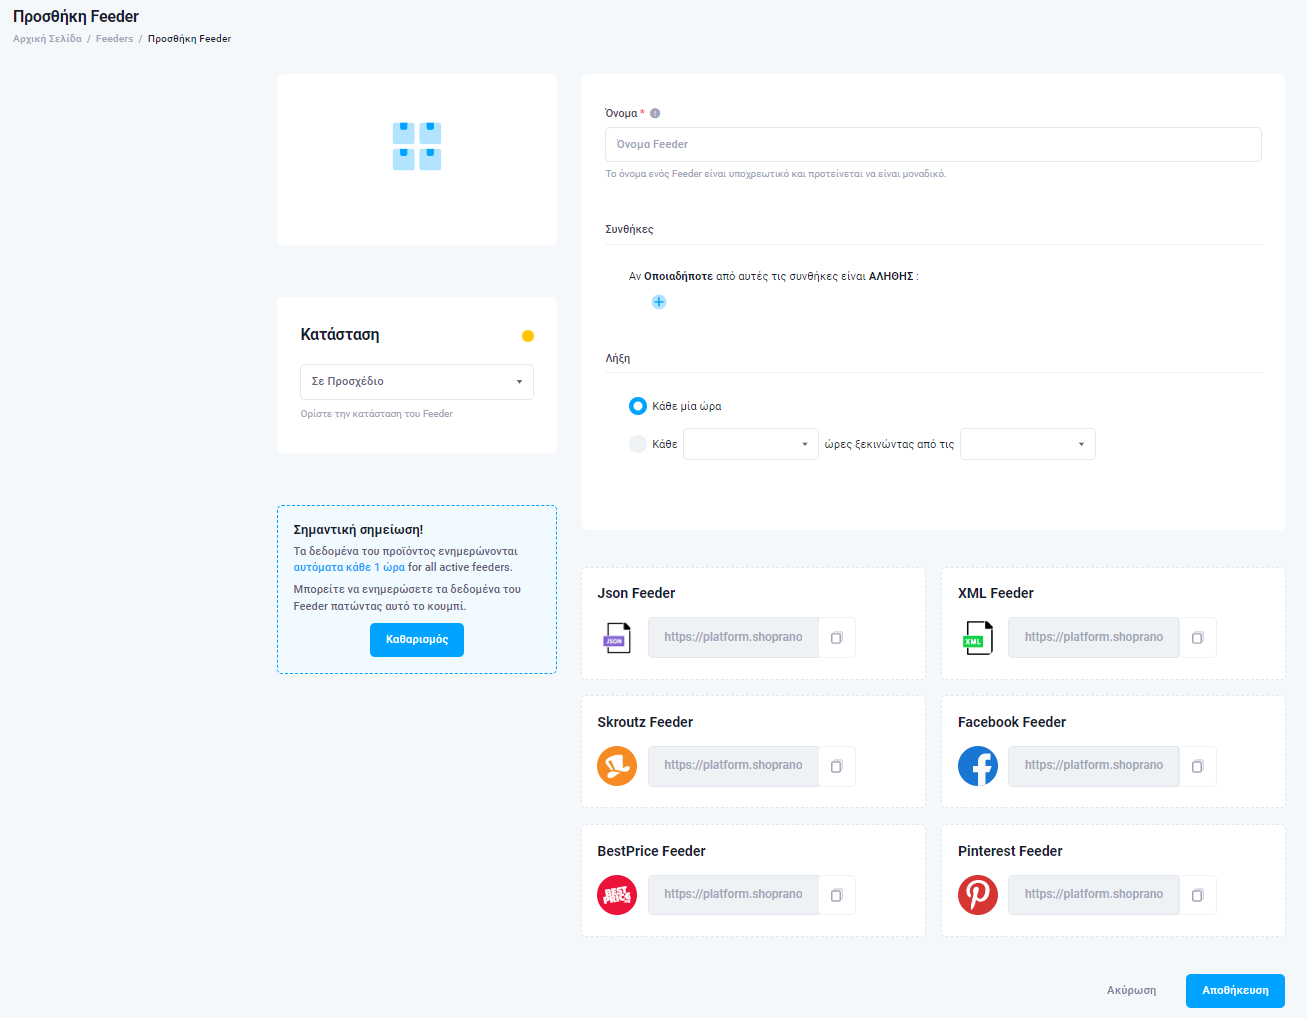 Προσθήκη Feeder
Αρχική Σελίδα / Feeders / Προσθήκη Feeder
Όνομα *
Όνομα Feeder
Το όνομα ενός Feeder είναι υποχρεωτικό και προτείνεται να είναι μοναδικό.
Συνθήκες
Αν Οποιαδήποτε από αυτές τις συνθήκες είναι ΑΛΗΘΗΣ :
Λήξη
Κάθε μία ώρα
Κάθε ώρες ξεκινώντας από τις
Κατάσταση
Σε Προσχέδιο
Ορίστε την κατάσταση του Feeder
Σημαντική σημείωση!
Τα δεδομένα του προϊόντος ενημερώνονται
αυτόματα κάθε 1 ώρα for all active feeders.
Μπορείτε να ενημερώσετε τα δεδομένα του
Feeder πατώντας αυτό το κουμπί.
Καθαρισμός
Json Feeder
JSON
https://platform.shoprano
XML Feeder
XML
https://platform.shoprano
Skroutz Feeder
https://platform.shoprano
Facebook Feeder
https://platform.shoprano
BestPrice Feeder
BEST
PRICE
https://platform.shoprano
Pinterest Feeder
https://platform.shoprano
Ακύρωση
Αποθήκευση